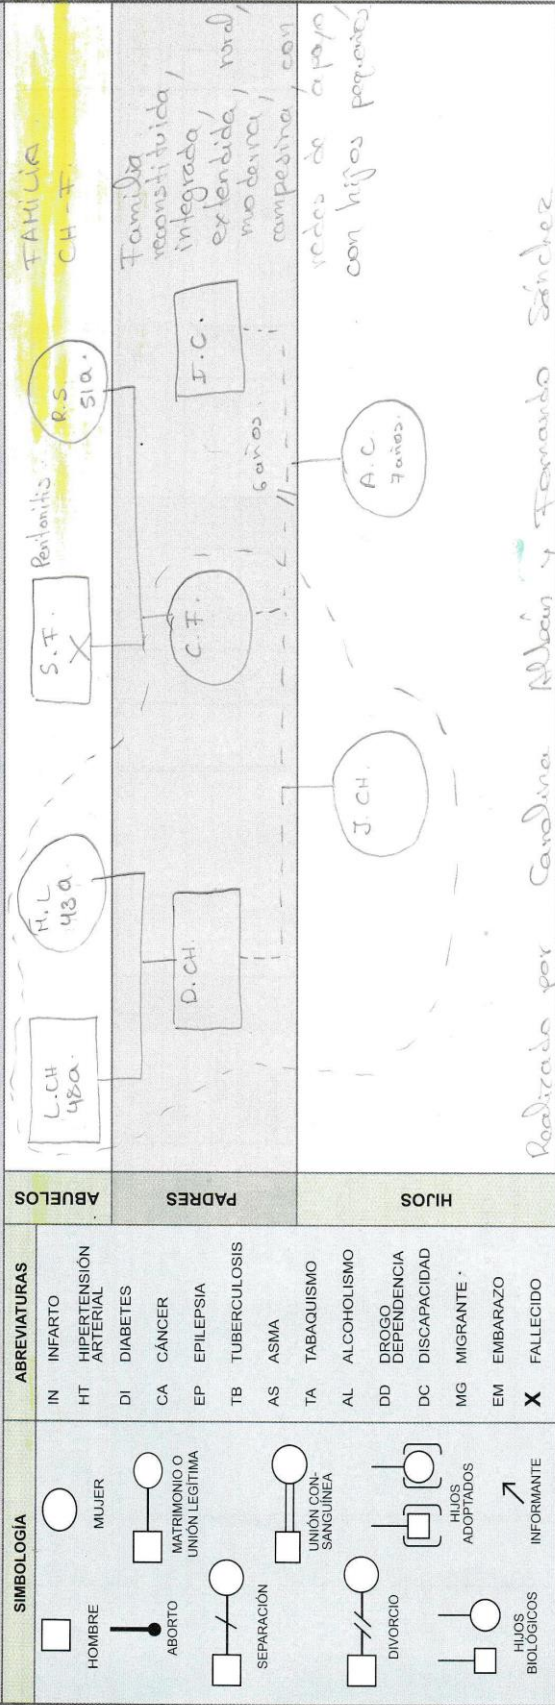 SIMBOLOGÍA
HOMBRE
MUJER
ABORTO
MATRIMONIO O
UNIÓN LEGÍTIMA
SEPARACIÓN
UNIÓN CON-
SANGUÍNEA
DIVORCIO
HIJOS
ADOPTADOS
HIJOS
BIOLÓGICOS
INFORMANTE
ABREVIATURAS
IN INFARTO
HT HIPERTENSIÓN
ARTERIAL
DI DIABETES
CA CÁNCER
EP EPILEPSIA
TB TUBERCULOSIS
AS ASMA
TA TABAQUISMO
AL ALCOHOLISMO
DD DROGO
DEPENDENCIA
DC DISCAPACIDAD
MG MIGRANTE
EM EMBARAZO
X FALLECIDO
ABUELOS
L.CH
48a.
M.L
43a.
S.F.
X
Peritonitis
R.S.
51a.
FAMILIA
CH-F.
PADRES
D.CH.
C.F.
6 años.
I.C.
Familia
reconstituida,
integrada,
extendida, rural,
moderna,
campesina, con
redes de apoyo,
con hijos pequeños
HIJOS
J.CH.
A.C.
7 años.
Realizado por Carolina Albán y Fernando Sánchez